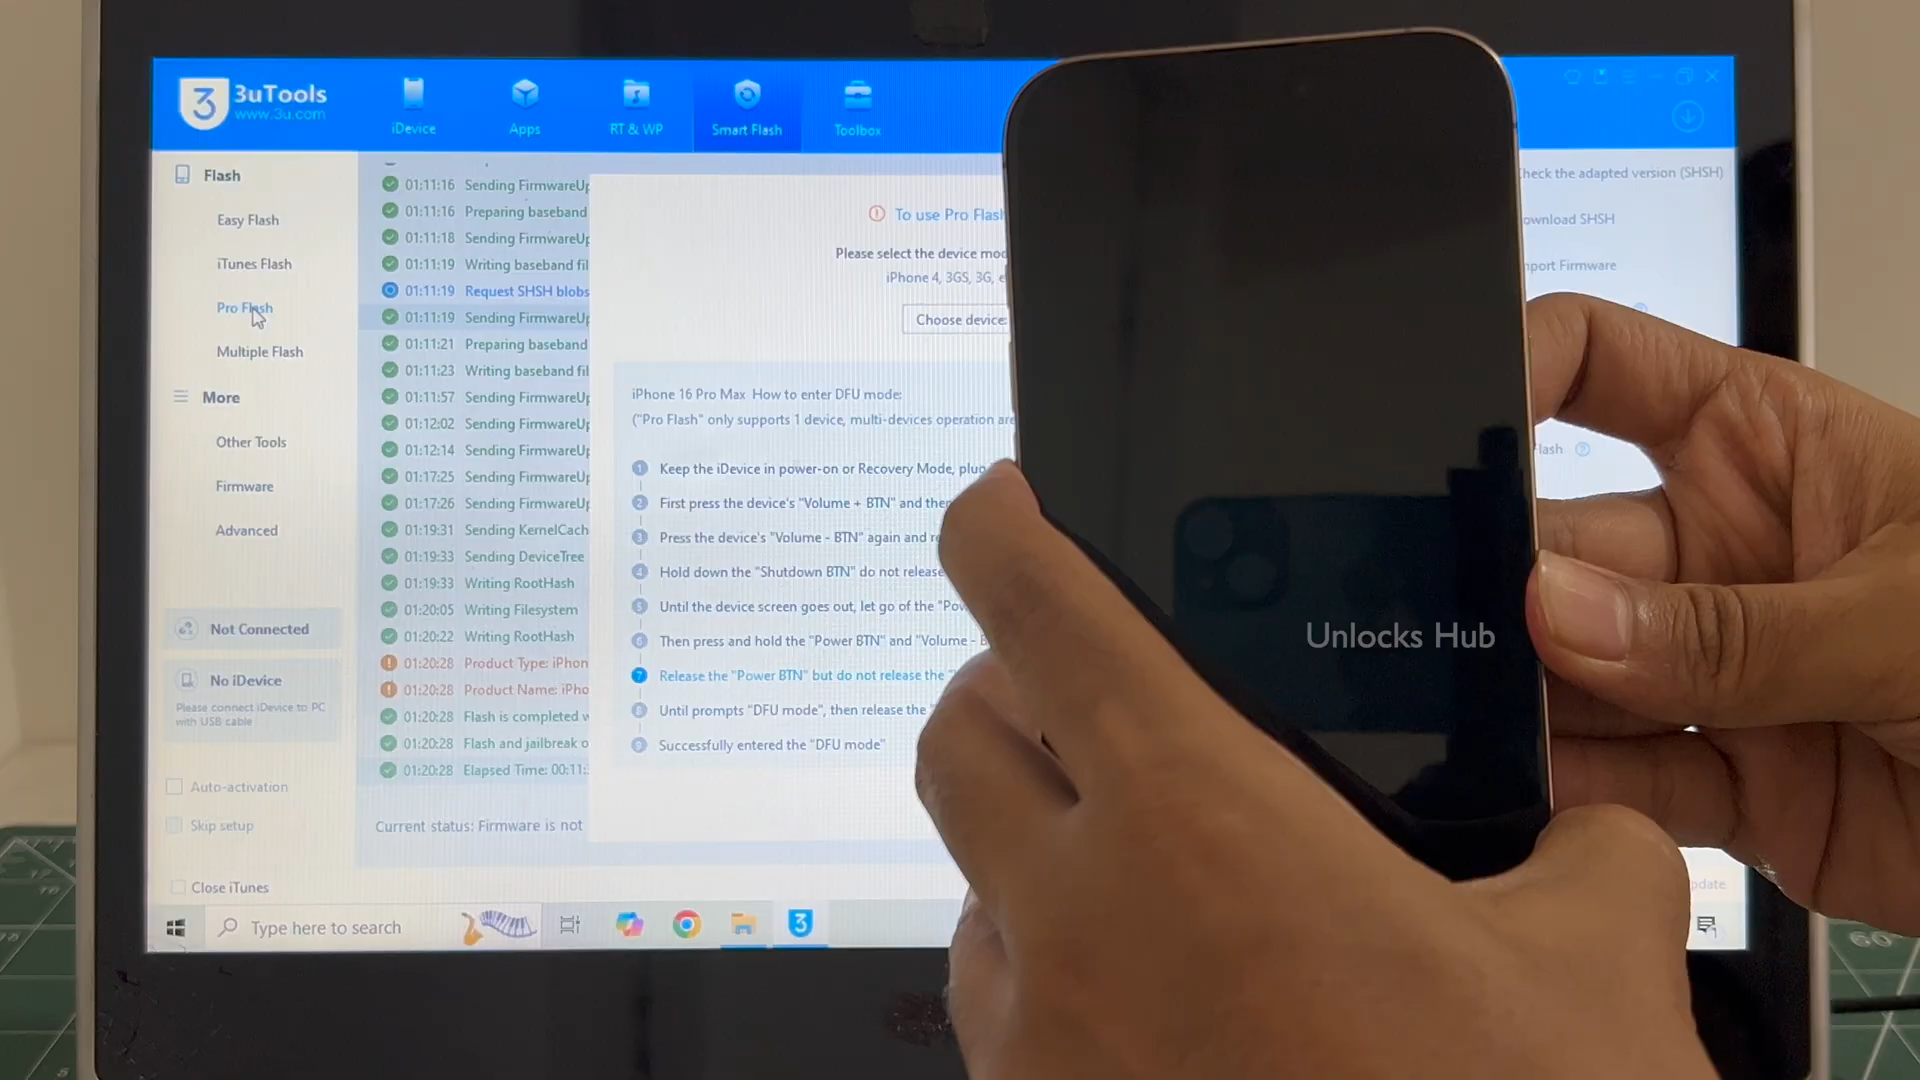 3 3uTools
www.3u.com
iDevice
Apps
RT & WP
Smart Flash
Toolbox
Flash
Easy Flash
iTunes Flash
Pro Flash
Multiple Flash
More
Other Tools
Firmware
Advanced
Not Connected
No iDevice
Please connect iDevice to PC
with USB cable
Auto-activation
Skip setup
Close iTunes
01:11:16 Sending FirmwareUp
01:11:16 Preparing baseband
01:11:18 Sending FirmwareUp
01:11:19 Writing baseband fil
01:11:19 Request SHSH blobs
01:11:19 Sending FirmwareUp
01:11:21 Preparing baseband
01:11:23 Writing baseband fil
01:11:57 Sending FirmwareUp
01:12:02 Sending FirmwareUp
01:12:14 Sending FirmwareUp
01:17:25 Sending FirmwareUp
01:17:26 Sending FirmwareUp
01:19:31 Sending KernelCach
01:19:33 Sending DeviceTree
01:19:33 Writing RootHash
01:20:05 Writing Filesystem
01:20:22 Writing RootHash
01:20:28 Product Type: iPhon
01:20:28 Product Name: iPho
01:20:28 Flash is completed w
01:20:28 Flash and jailbreak o
01:20:28 Elapsed Time: 00:11:
Current status: Firmware is not
To use Pro Flash
Please select the device mod
iPhone 4, 3GS, 3G, e
Choose device:
iPhone 16 Pro Max How to enter DFU mode:
("Pro Flash" only supports 1 device, multi-devices operation are
1 Keep the iDevice in power-on or Recovery Mode, plug
2 First press the device's "Volume + BTN" and then
3 Press the device's "Volume - BTN" again and re
4 Hold down the "Shutdown BTN" do not release
5 Until the device screen goes out, let go of the "Pow
6 Then press and hold the "Power BTN" and "Volume - B
7 Release the "Power BTN" but do not release the "
8 Until prompts "DFU mode", then release the "
9 Successfully entered the "DFU mode"
heck the adapted version (SHSH)
ownload SHSH
port Firmware
lash
pdate
Unlocks Hub
Type here to search
3